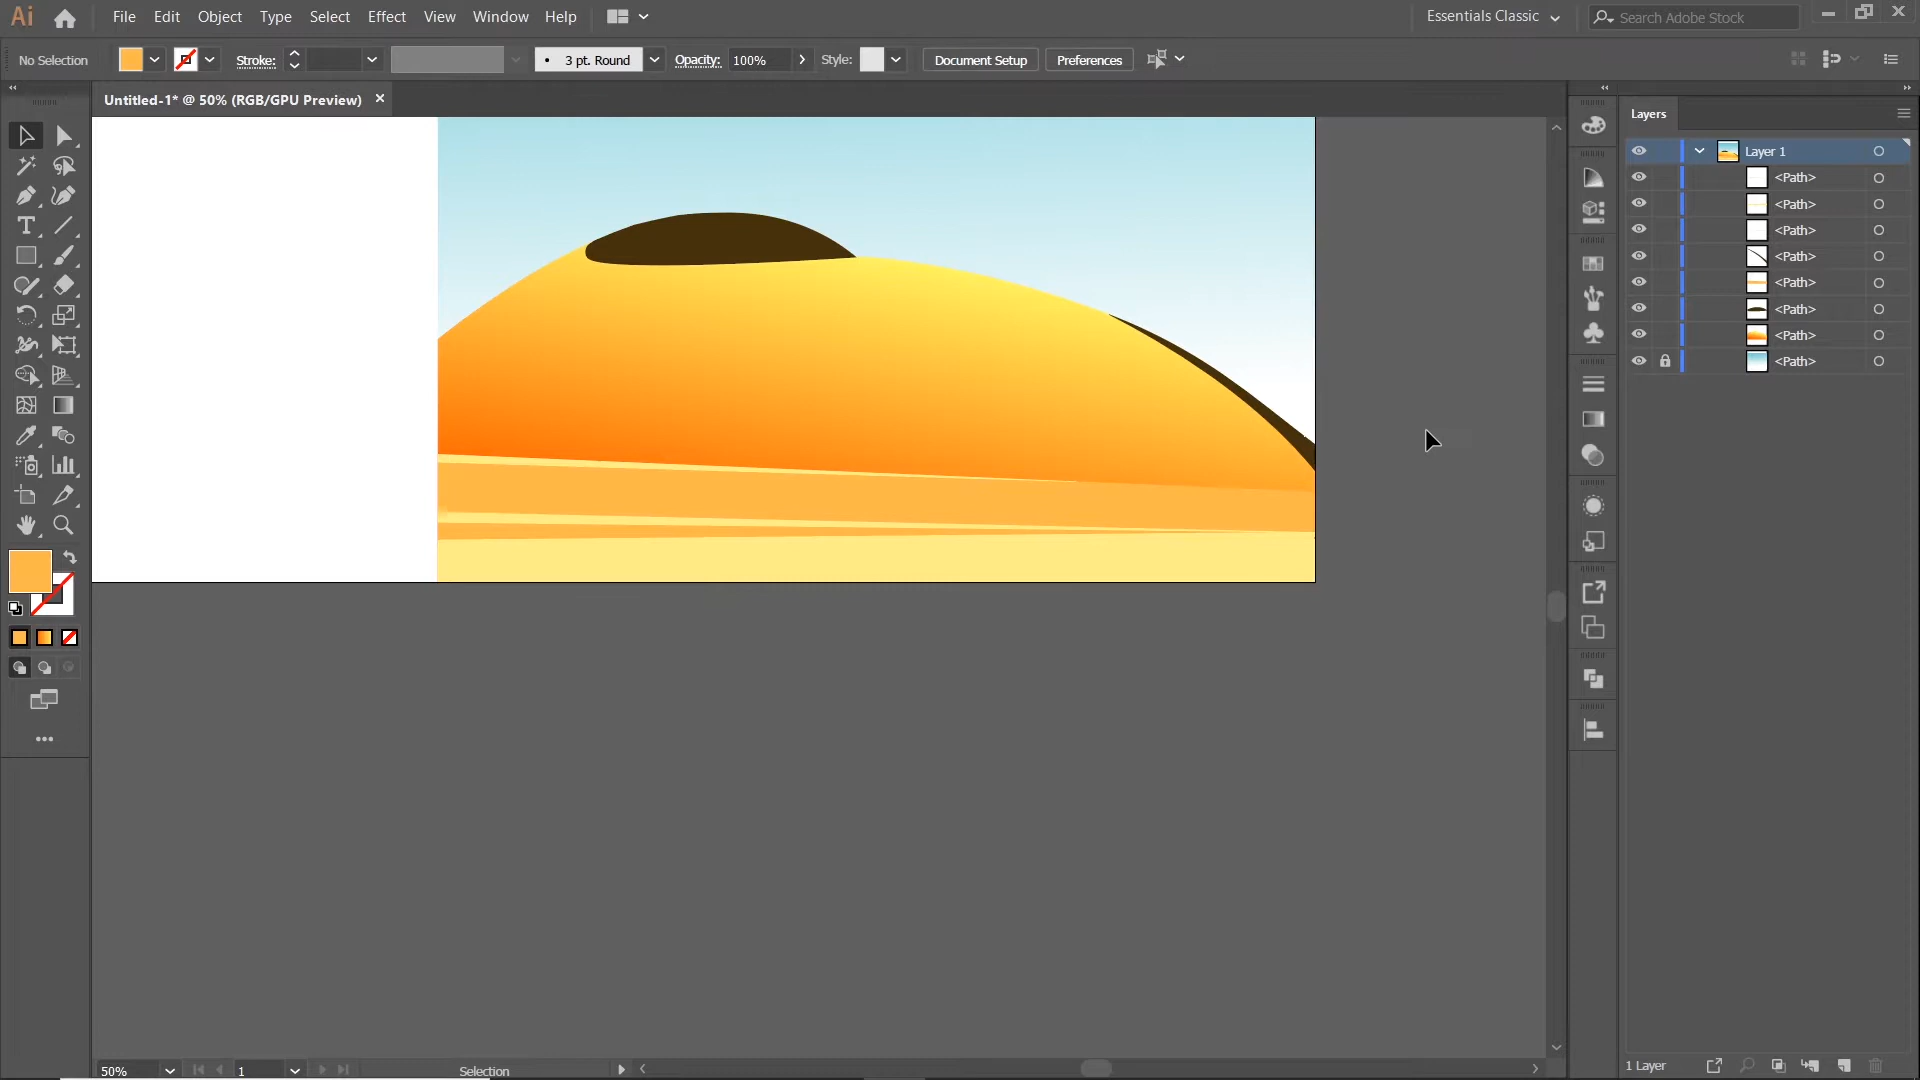 Ai File Edit Object Type Select Effect View Window Help Essentials Classic Search Adobe Stock
No Selection Stroke: 3 pt. Round Opacity: 100% Style: Document Setup Preferences
Untitled-1* @ 50% (RGB/GPU Preview)
Layers
Layer 1
<Path>
<Path>
<Path>
<Path>
<Path>
<Path>
<Path>
<Path>
50% 1 Selection
1 Layer